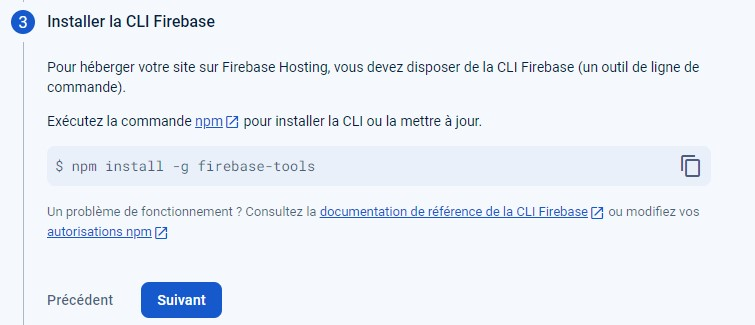 3 Installer la CLI Firebase
Pour héberger votre site sur Firebase Hosting, vous devez disposer de la CLI Firebase (un outil de ligne de
commande).
Exécutez la commande npm pour installer la CLI ou la mettre à jour.
$ npm install -g firebase-tools
Un problème de fonctionnement ? Consultez la documentation de référence de la CLI Firebase ou modifiez vos
autorisations npm
Précédent Suivant